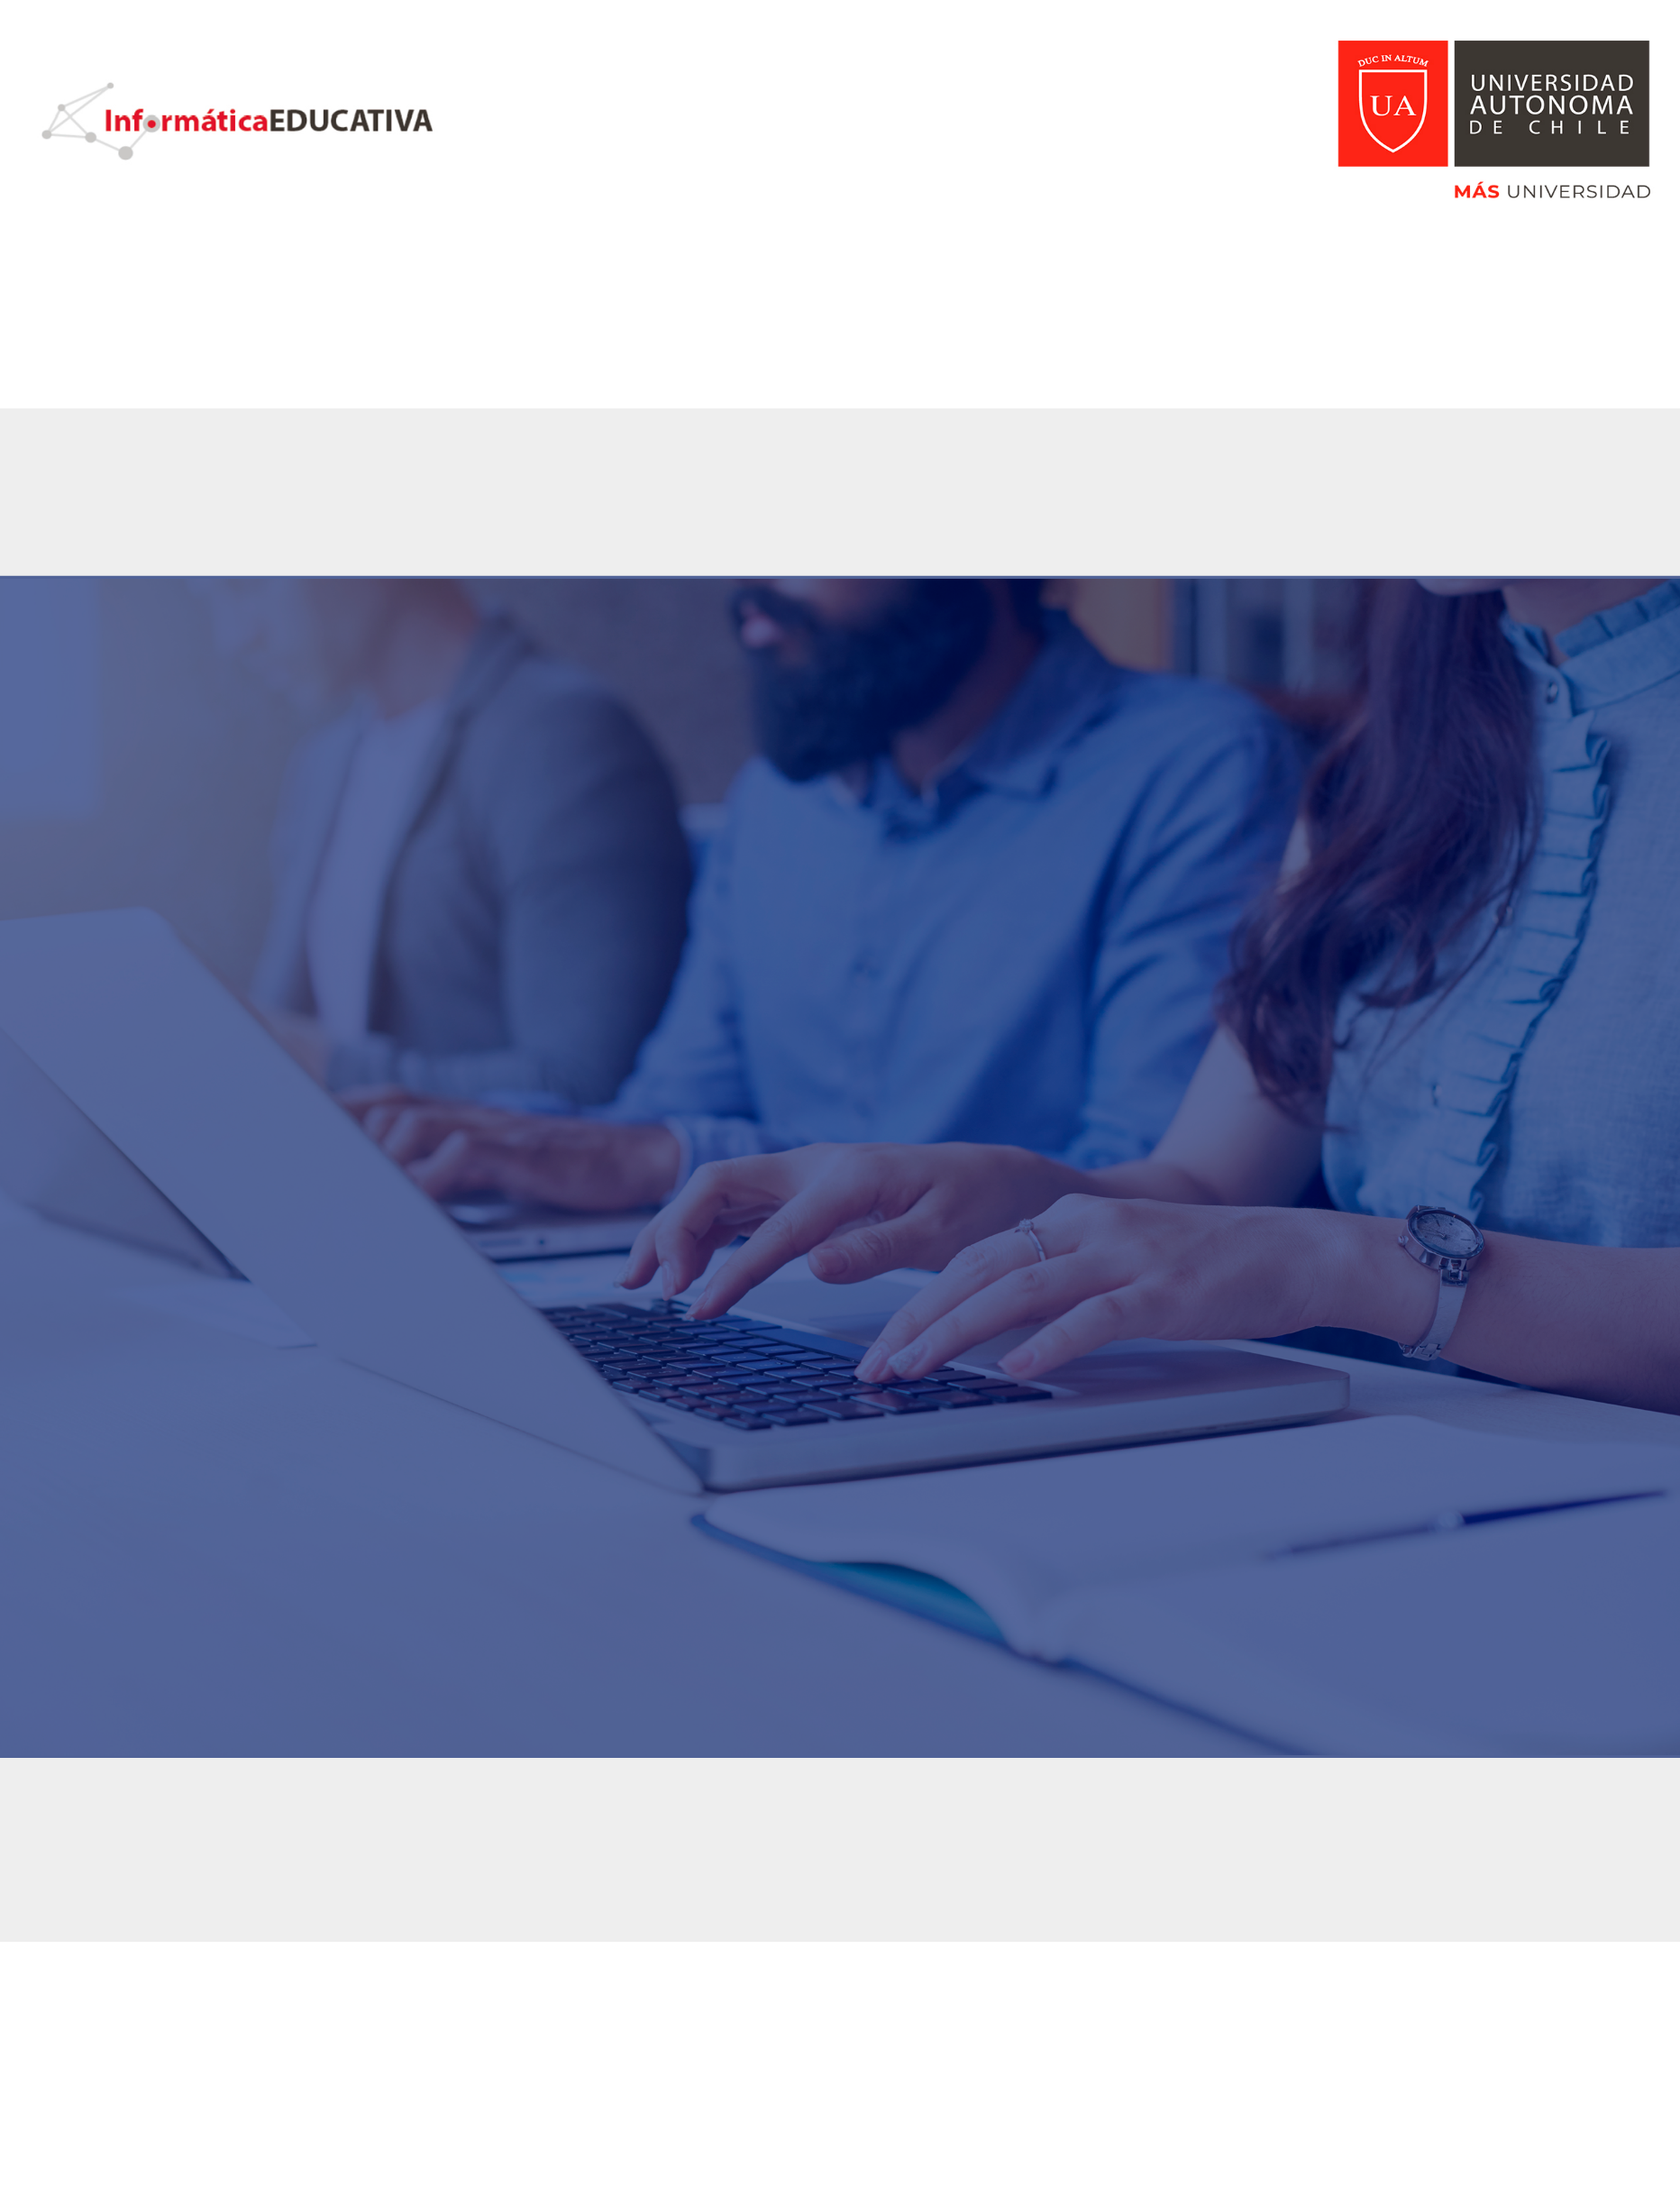 InformáticaEDUCATIVA
DUC IN ALTUM
UA
UNIVERSIDAD
AUTONOMA
DE CHILE
MÁS UNIVERSIDAD